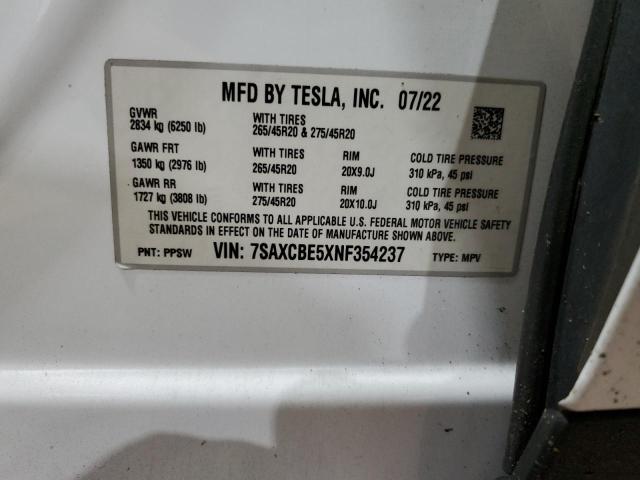 MFD BY TESLA, INC. 07/22
GVWR
2834 kg (6250 lb)
WITH TIRES
265/45R20 & 275/45R20
GAWR FRT
1350 kg (2976 lb)
WITH TIRES
265/45R20
RIM
20X9.0J
COLD TIRE PRESSURE
310 kPa, 45 psi
GAWR RR
1727 kg (3808 lb)
WITH TIRES
275/45R20
RIM
20X10.0J
COLD TIRE PRESSURE
310 kPa, 45 psi
THIS VEHICLE CONFORMS TO ALL APPLICABLE U.S. FEDERAL MOTOR VEHICLE SAFETY
STANDARDS IN EFFECT ON THE DATE OF MANUFACTURE SHOWN ABOVE.
PNT: PPSW VIN: 7SAXCBE5XNF354237 TYPE: MPV